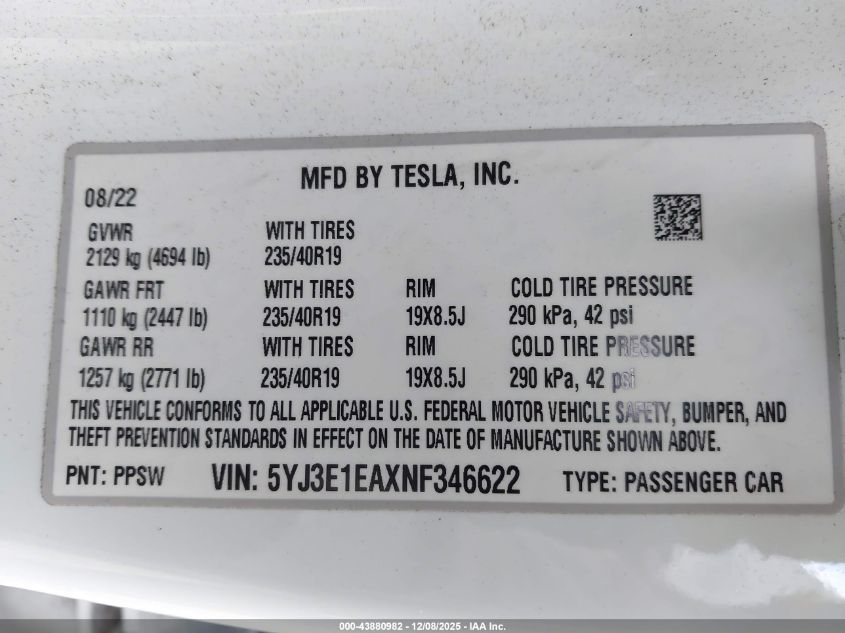 MFD BY TESLA, INC.
08/22
GVWR WITH TIRES
2129 kg (4694 lb) 235/40R19
GAWR FRT WITH TIRES RIM COLD TIRE PRESSURE
1110 kg (2447 lb) 235/40R19 19X8.5J 290 kPa, 42 psi
GAWR RR WITH TIRES RIM COLD TIRE PRESSURE
1257 kg (2771 lb) 235/40R19 19X8.5J 290 kPa, 42 psi
THIS VEHICLE CONFORMS TO ALL APPLICABLE U.S. FEDERAL MOTOR VEHICLE SAFETY, BUMPER, AND
THEFT PREVENTION STANDARDS IN EFFECT ON THE DATE OF MANUFACTURE SHOWN ABOVE.
PNT: PPSW VIN: 5YJ3E1EAXNF346622 TYPE: PASSENGER CAR
000-43880982 - 12/08/2025 - IAA Inc.